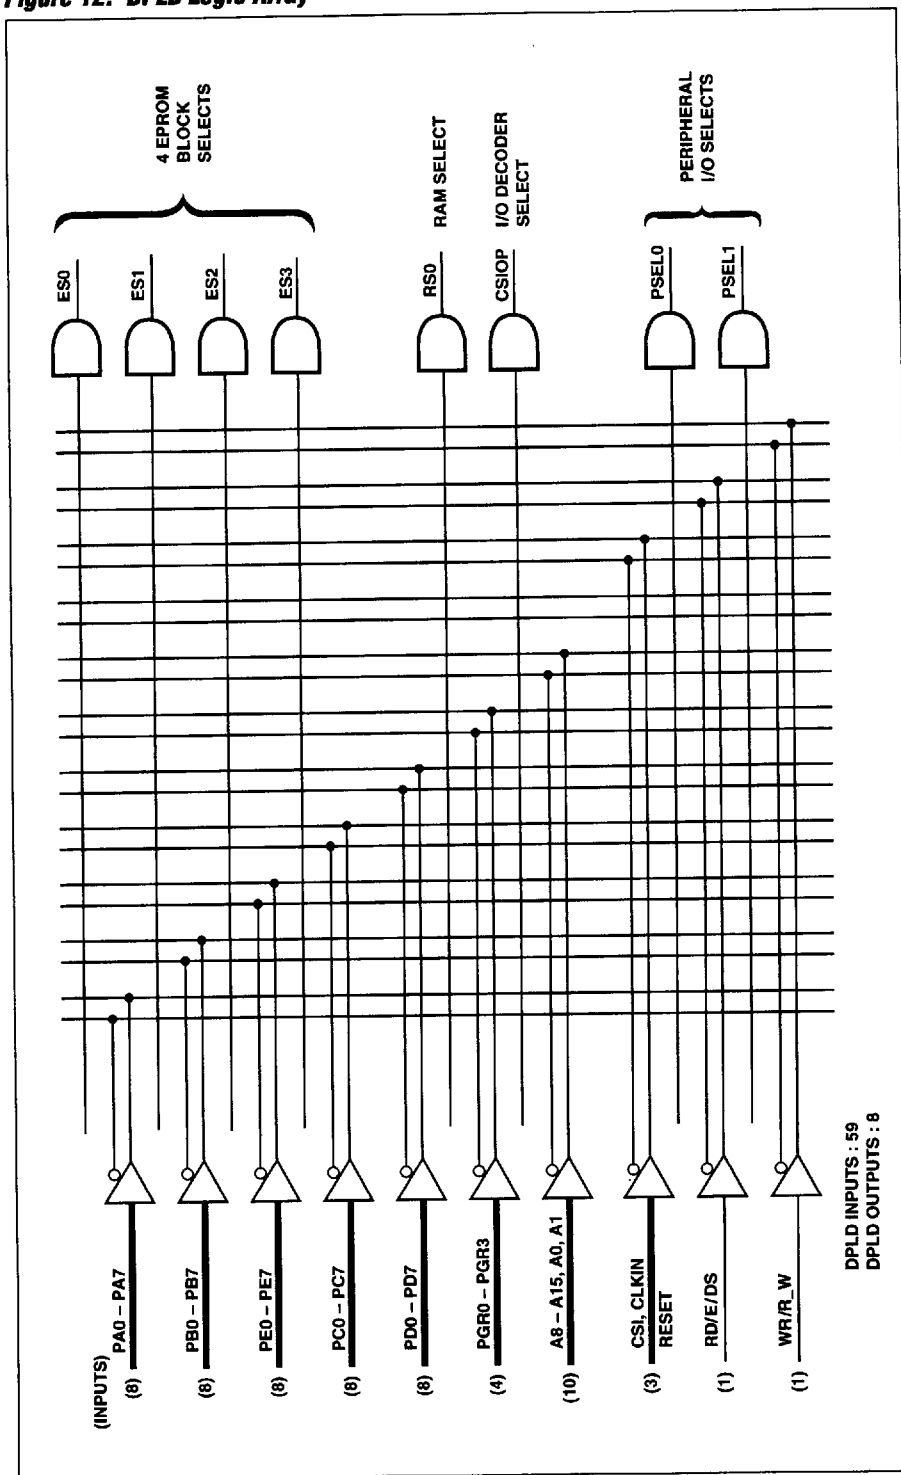 Figure 12. DPLD Logic Array
(INPUTS)
(8) PA0 – PA7
(8) PB0 – PB7
(8) PE0 – PE7
(8) PC0 – PC7
(8) PD0 – PD7
(4) PGR0 – PGR3
(10) A8 – A15, A0, A1
(3) CSI, CLKIN
RESET
(1) RD/E/DS
(1) WR/R_W
ES0
ES1
ES2
ES3
4 EPROM
BLOCK
SELECTS
RS0 RAM SELECT
CSIOP I/O DECODER
SELECT
PSEL0
PSEL1
PERIPHERAL
I/O SELECTS
DPLD INPUTS : 59
DPLD OUTPUTS : 8